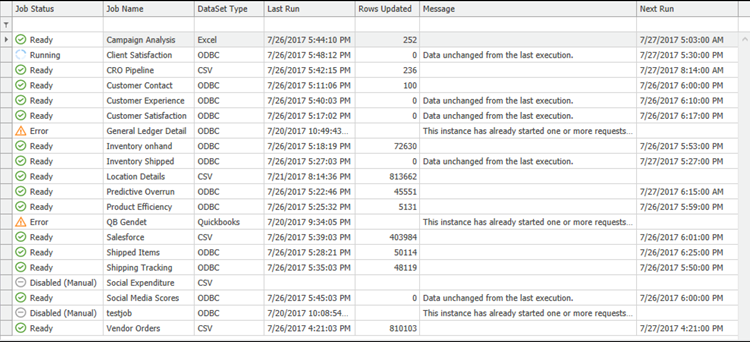 Job Status Job Name DataSet Type Last Run Rows Updated Message Next Run
Ready Campaign Analysis Excel 7/26/2017 5:44:10 PM 252 7/27/2017 5:03:00 AM
Running Client Satisfaction ODBC 7/26/2017 5:48:12 PM 0 Data unchanged from the last execution. 7/26/2017 5:30:00 PM
Ready CRO Pipeline CSV 7/26/2017 5:42:15 PM 236 7/27/2017 8:14:00 AM
Ready Customer Contact ODBC 7/26/2017 5:11:06 PM 100 7/26/2017 6:00:00 PM
Ready Customer Experience ODBC 7/26/2017 5:40:03 PM 0 Data unchanged from the last execution. 7/26/2017 6:10:00 PM
Ready Customer Satisfaction ODBC 7/26/2017 5:17:02 PM 0 Data unchanged from the last execution. 7/26/2017 6:17:00 PM
Error General Ledger Detail ODBC 7/20/2017 10:49:43... This instance has already started one or more requests...
Ready Inventory onhand ODBC 7/26/2017 5:18:19 PM 72630 7/26/2017 5:53:00 PM
Ready Inventory Shipped ODBC 7/26/2017 5:27:03 PM 0 Data unchanged from the last execution. 7/27/2017 5:27:00 PM
Ready Location Details CSV 7/21/2017 8:14:36 PM 813662
Ready Predictive Overrun ODBC 7/26/2017 5:22:46 PM 45551 7/27/2017 6:15:00 AM
Ready Product Efficiency ODBC 7/26/2017 5:25:32 PM 5131 7/26/2017 5:59:00 PM
Error QB Gendet Quickbooks 7/20/2017 9:34:05 PM This instance has already started one or more requests...
Ready Salesforce CSV 7/26/2017 5:39:03 PM 403984 7/26/2017 6:01:00 PM
Ready Shipped Items ODBC 7/26/2017 5:28:21 PM 50114 7/26/2017 6:25:00 PM
Ready Shipping Tracking ODBC 7/26/2017 5:35:03 PM 48119 7/26/2017 5:50:00 PM
Disabled (Manual) Social Expenditure CSV
Ready Social Media Scores ODBC 7/26/2017 5:45:03 PM 0 Data unchanged from the last execution. 7/26/2017 6:00:00 PM
Disabled (Manual) testjob ODBC 7/20/2017 10:08:54... This instance has already started one or more requests...
Ready Vendor Orders CSV 7/26/2017 4:21:03 PM 810103 7/27/2017 4:21:00 PM